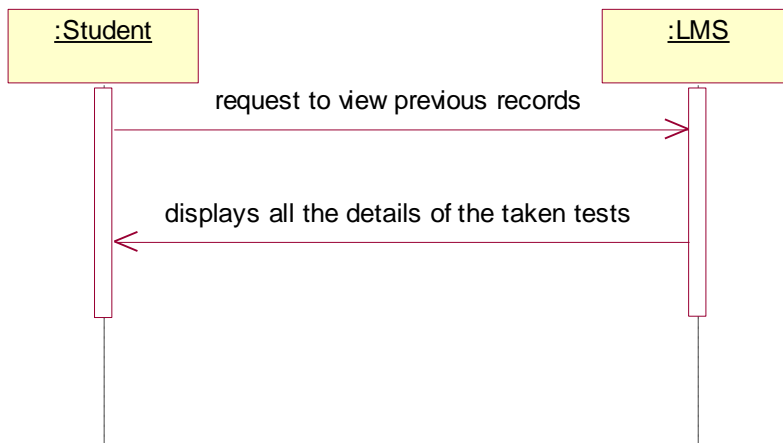 :Student
:LMS
request to view previous records
displays all the details of the taken tests